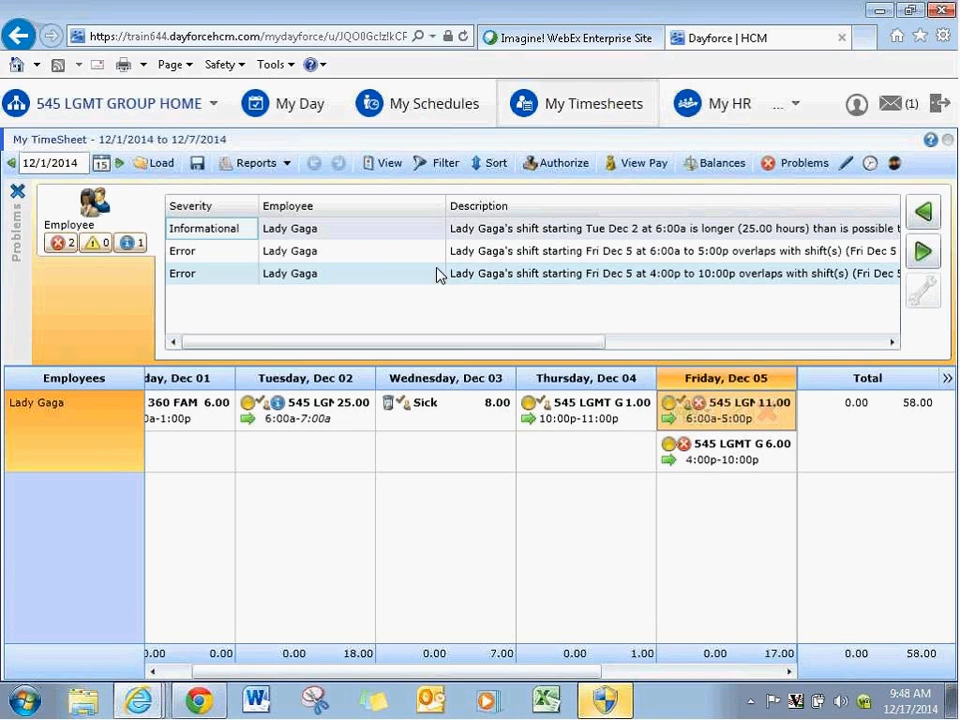 https://train644.dayforcehcm.com/mydayforce/u/
Imagine! WebEx Enterprise Site
Dayforce | HCM
Page
Safety
Tools
545 LGMT GROUP HOME
My Day
My Schedules
My Timesheets
My HR
...
(1)
My TimeSheet - 12/1/2014 to 12/7/2014
12/1/2014
15
Load
Reports
View
Filter
Sort
Authorize
View Pay
Balances
Problems
Problems
Employee
2
0
1
Severity Employee Description
Informational Lady Gaga Lady Gaga's shift starting Tue Dec 2 at 6:00a is longer (25.00 hours) than is possible
Error Lady Gaga Lady Gaga's shift starting Fri Dec 5 at 6:00a to 5:00p overlaps with shift(s) (Fri Dec 5
Error Lady Gaga Lady Gaga's shift starting Fri Dec 5 at 4:00p to 10:00p overlaps with shift(s) (Fri Dec 5
Employees day, Dec 01 Tuesday, Dec 02 Wednesday, Dec 03 Thursday, Dec 04 Friday, Dec 05 Total
Lady Gaga 360 FAM 6.00 545 LGM 25.00 Sick 8.00 545 LGMT G 1.00 545 LGM 11.00 0.00 58.00
0a-1:00p 6:00a-7:00a 10:00p-11:00p 6:00a-5:00p
545 LGMT G 6.00
4:00p-10:00p
0.00 0.00 0.00 18.00 0.00 7.00 0.00 1.00 0.00 17.00 0.00 58.00
9:48 AM
12/17/2014